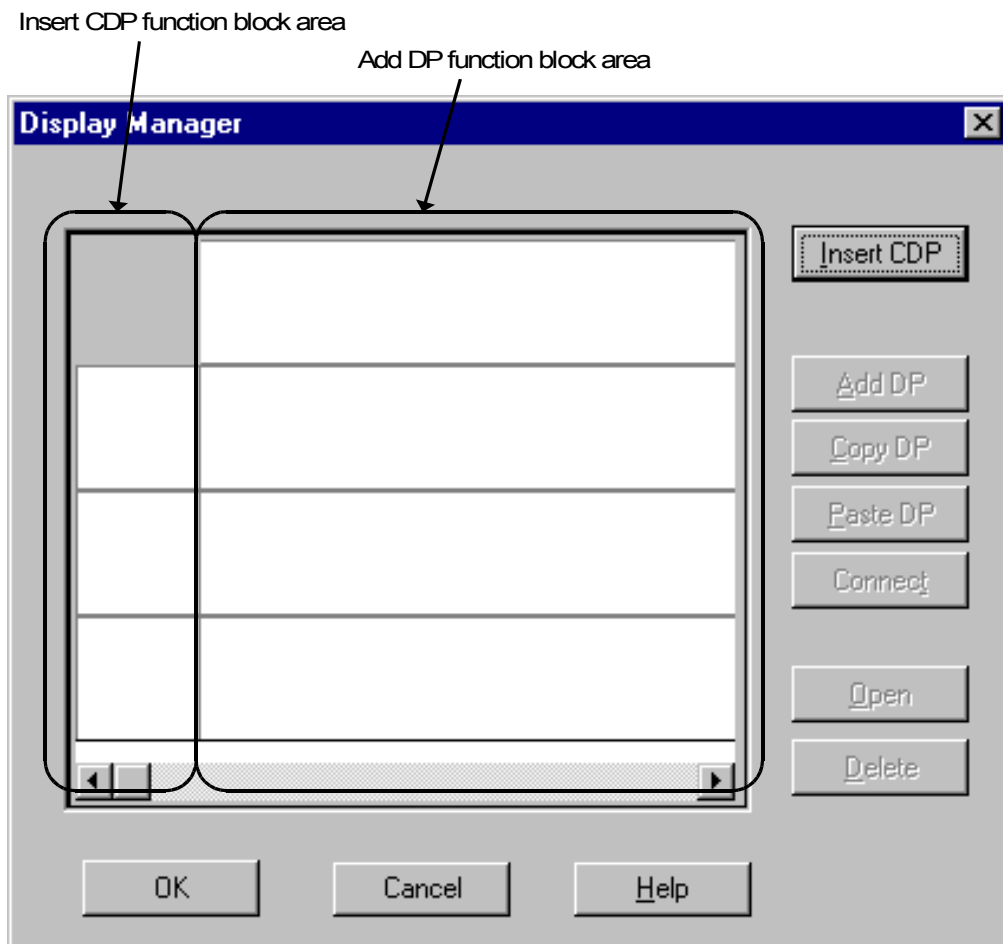 Insert CDP function block area
Add DP function block area
Display Manager
Insert CDP
Add DP
Copy DP
Paste DP
Connect
Open
Delete
OK
Cancel
Help